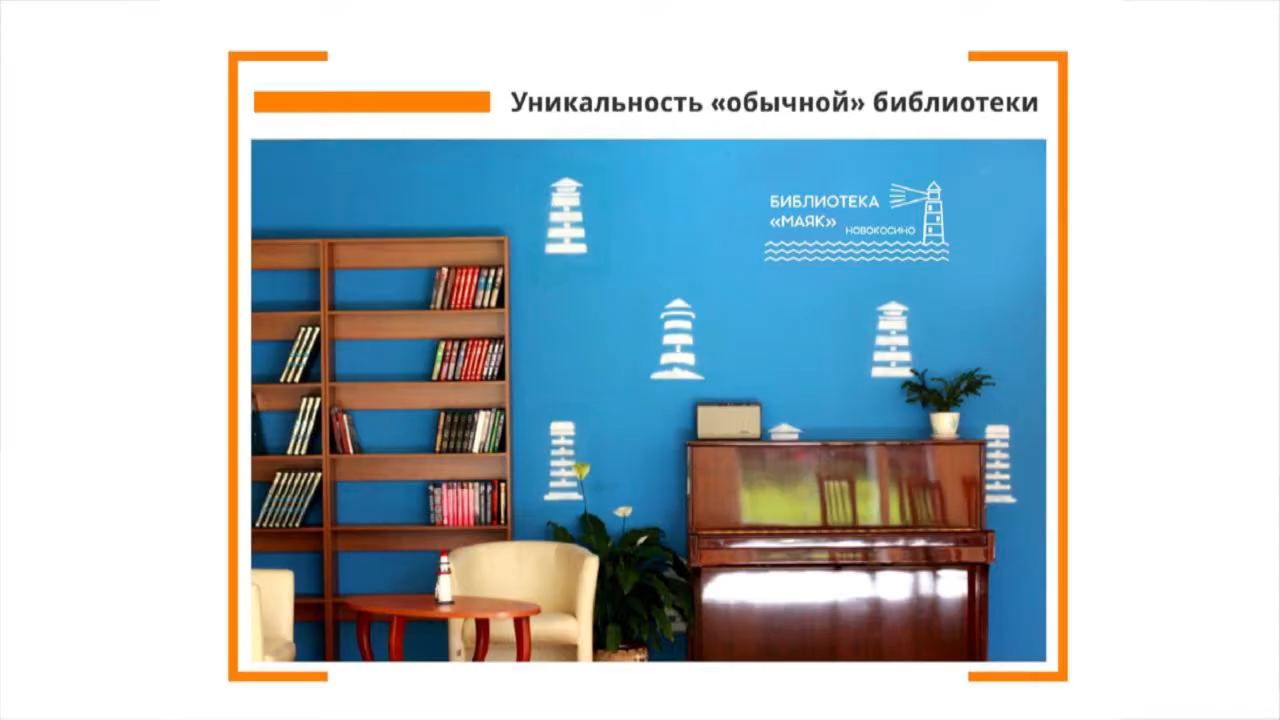 Уникальность «обычной» библиотеки
БИБЛИОТЕКА
«МАЯК»
НОВОКОСИНО